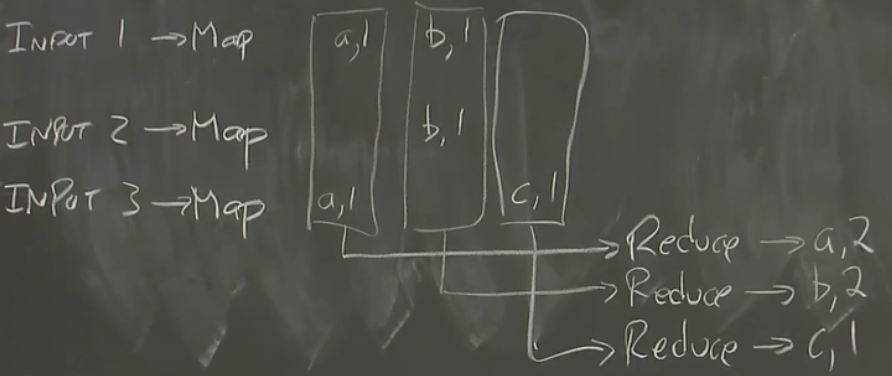 INPUT 1 → Map a,1 b,1
INPUT 2 → Map b,1
INPUT 3 → Map a,1 c,1
Reduce → a,2
Reduce → b,2
Reduce → c,1